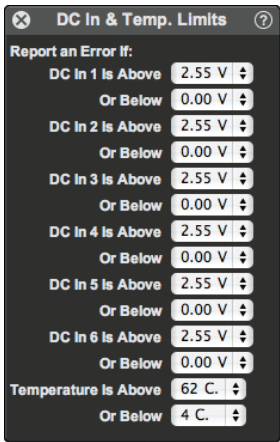 DC In & Temp. Limits ?
Report an Error If:
DC In 1 Is Above 2.55 V
Or Below 0.00 V
DC In 2 Is Above 2.55 V
Or Below 0.00 V
DC In 3 Is Above 2.55 V
Or Below 0.00 V
DC In 4 Is Above 2.55 V
Or Below 0.00 V
DC In 5 Is Above 2.55 V
Or Below 0.00 V
DC In 6 Is Above 2.55 V
Or Below 0.00 V
Temperature Is Above 62 C.
Or Below 4 C.